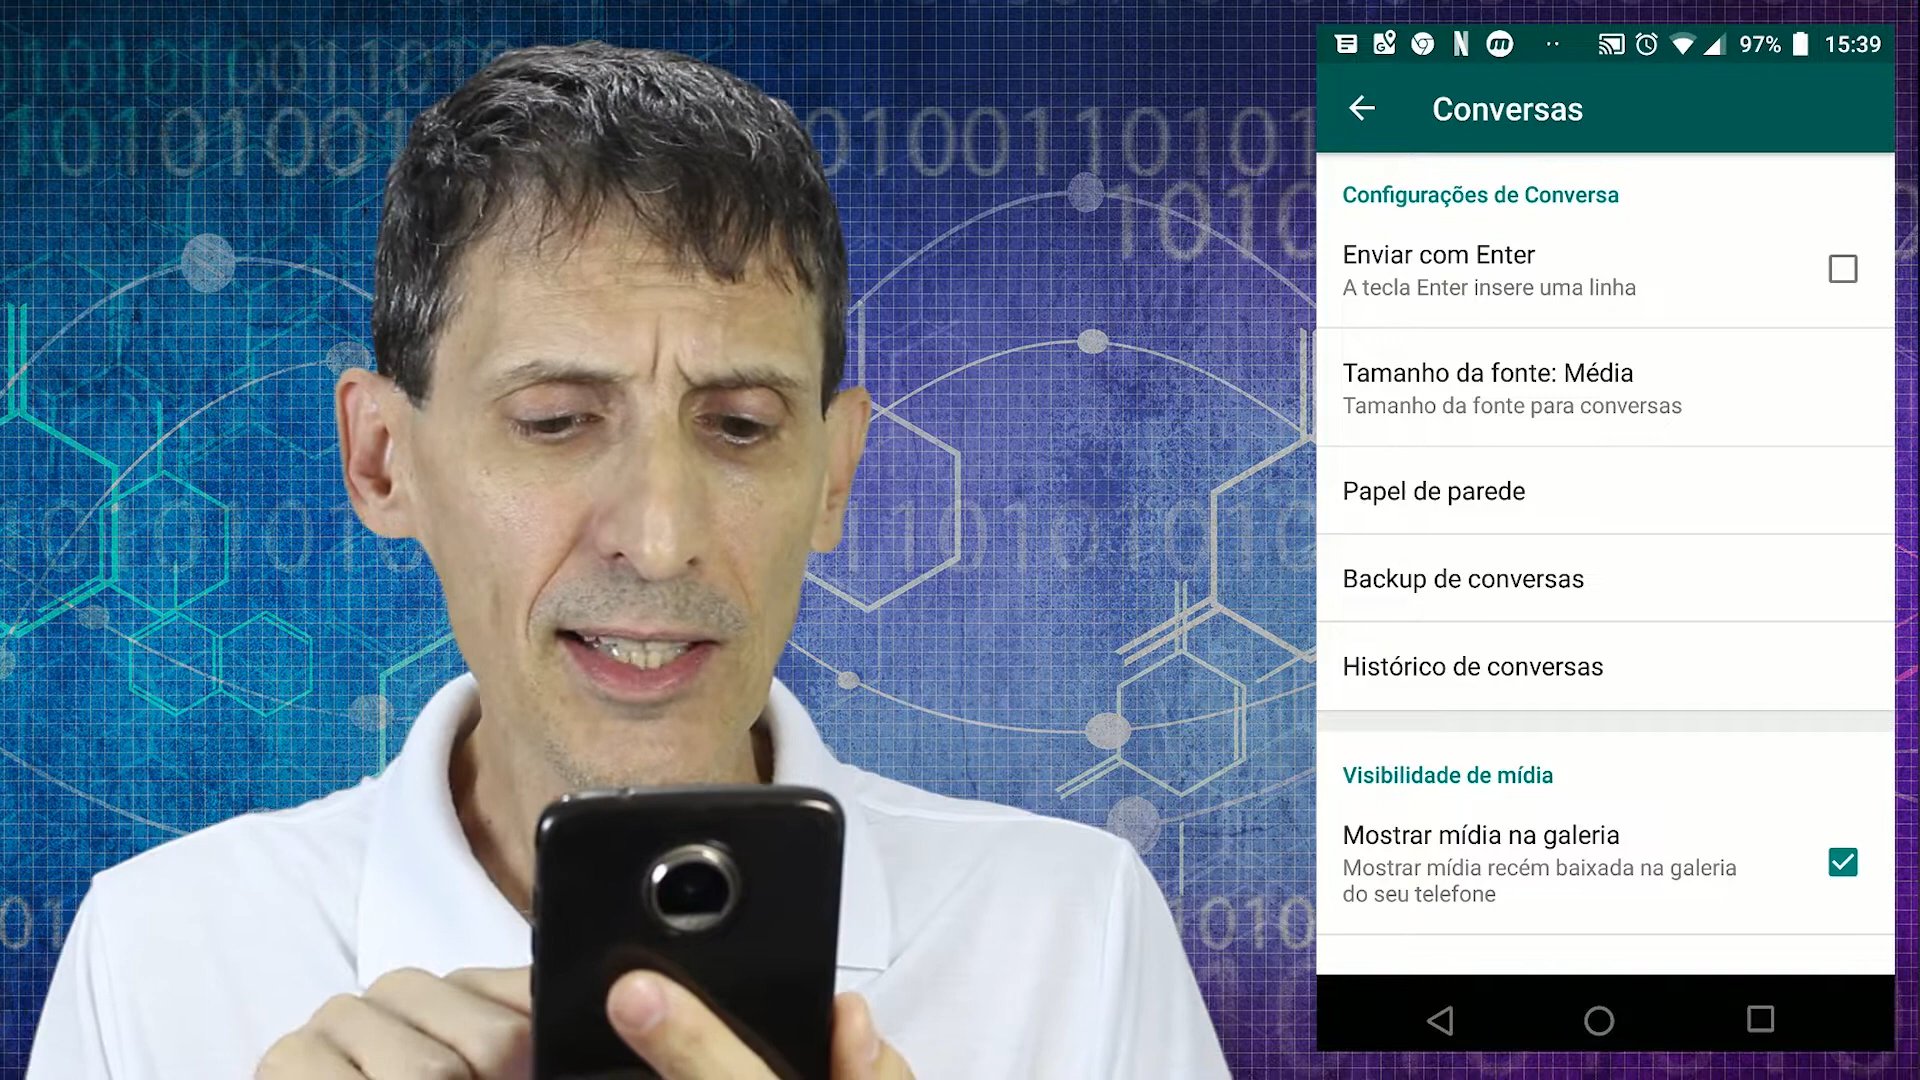 97% 15:39
Conversas
Configurações de Conversa
Enviar com Enter
A tecla Enter insere uma linha
Tamanho da fonte: Média
Tamanho da fonte para conversas
Papel de parede
Backup de conversas
Histórico de conversas
Visibilidade de mídia
Mostrar mídia na galeria
Mostrar mídia recém baixada na galeria
do seu telefone